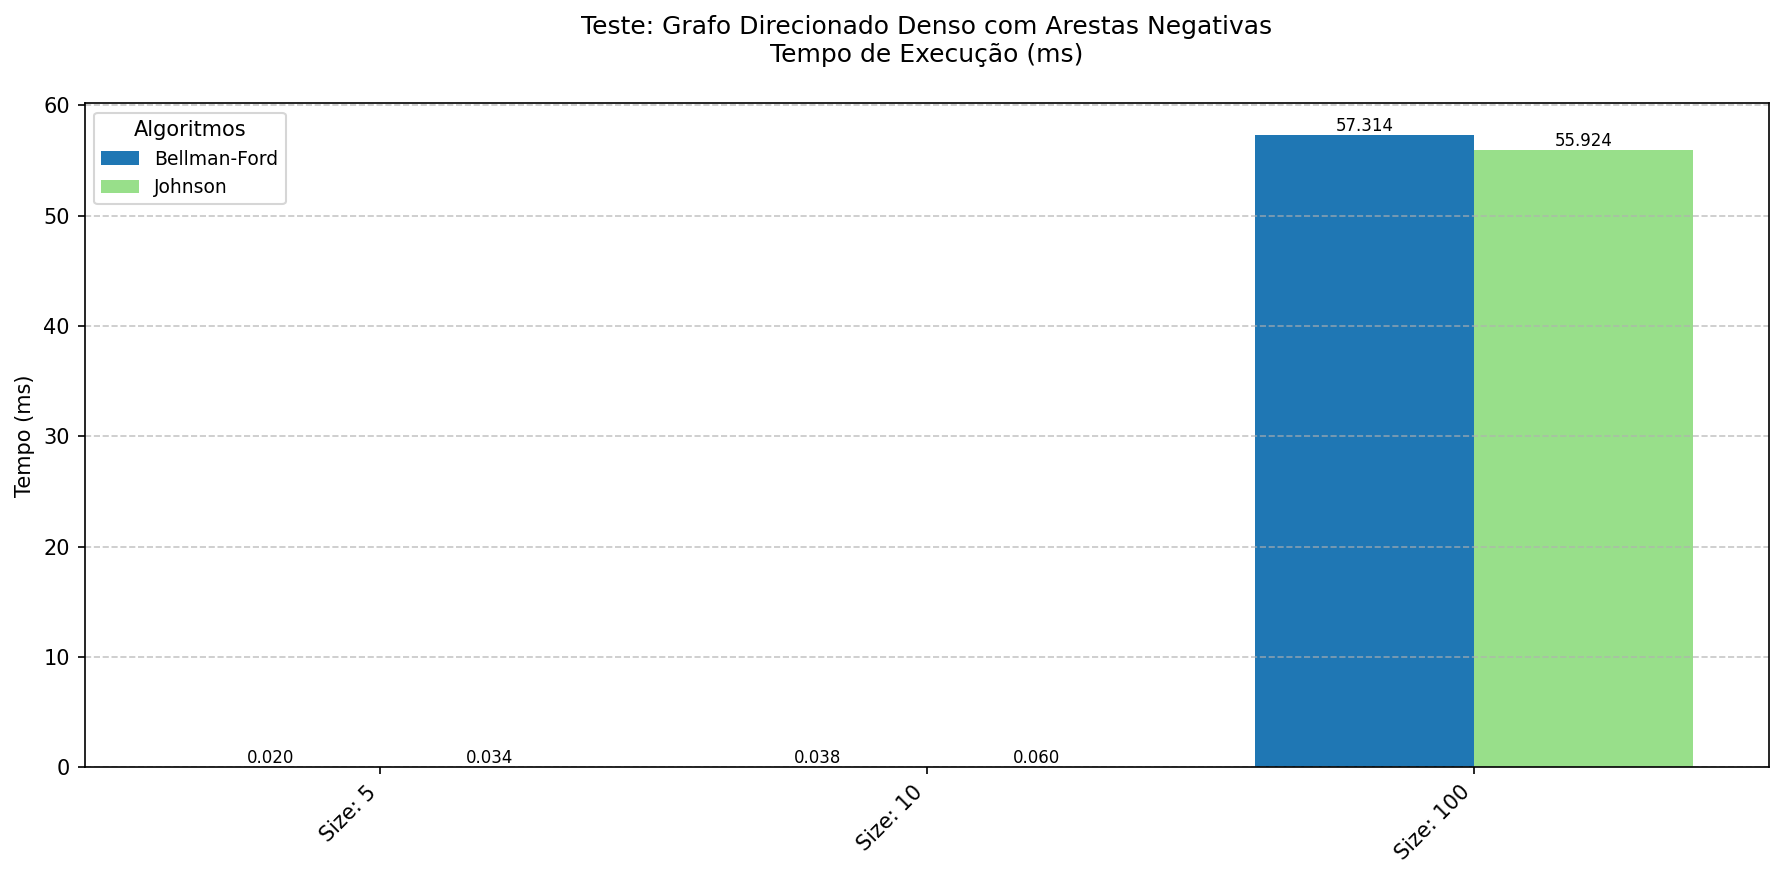 Teste: Grafo Direcionado Denso com Arestas Negativas
Tempo de Execução (ms)
60
50
40
30
20
10
0
Tempo (ms)
Algoritmos
Bellman-Ford
Johnson
0.020
0.034
0.038
0.060
57.314
55.924
Size: 5
Size: 10
Size: 100